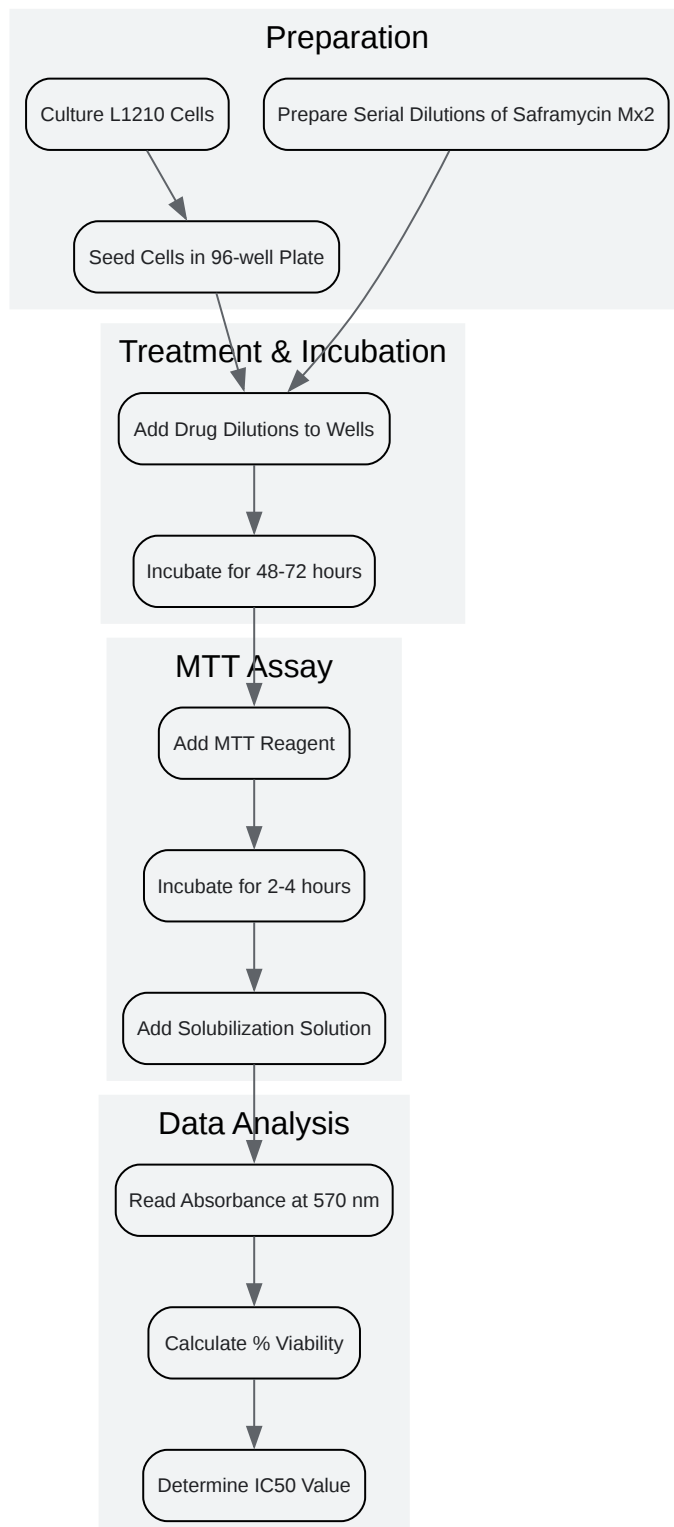 Preparation
Culture L1210 Cells
Prepare Serial Dilutions of Saframycin Mx2
Seed Cells in 96-well Plate
Treatment & Incubation
Add Drug Dilutions to Wells
Incubate for 48-72 hours
MTT Assay
Add MTT Reagent
Incubate for 2-4 hours
Add Solubilization Solution
Data Analysis
Read Absorbance at 570 nm
Calculate % Viability
Determine IC50 Value